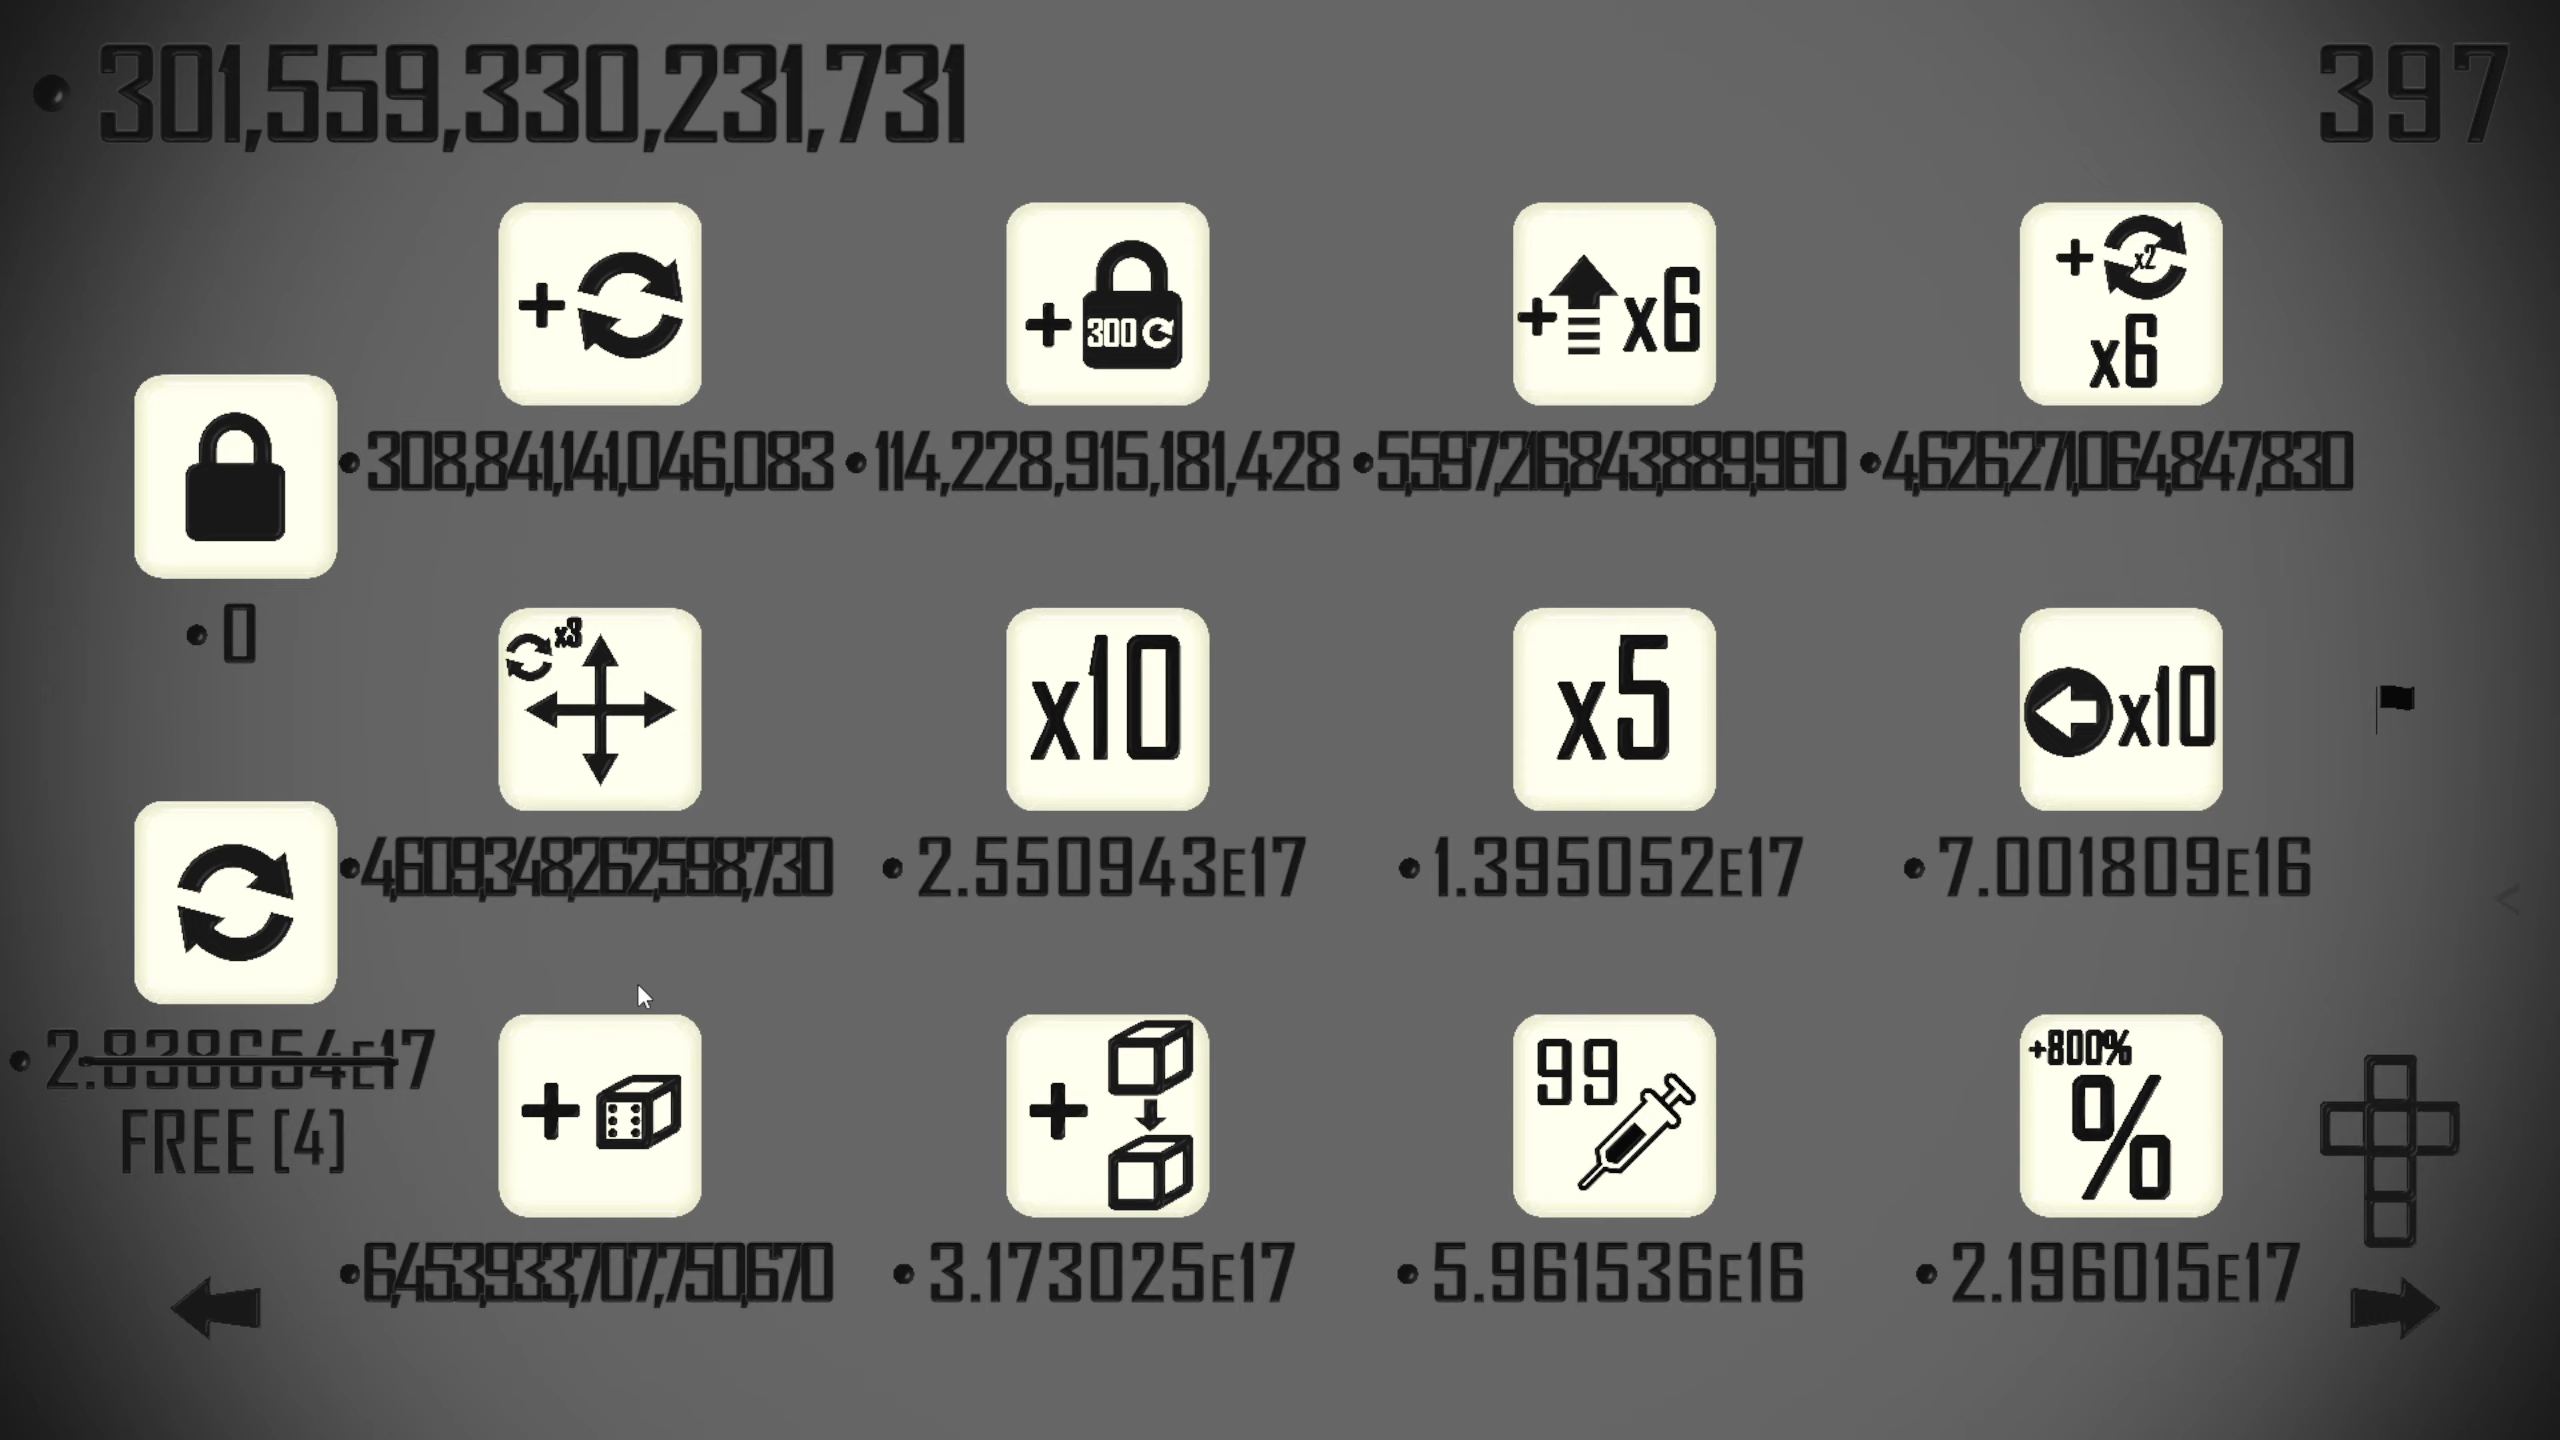 301,559,330,231,731
397
+
+ 300
+ x6
+ x2
x6
308,841,141,046,083
114,228,915,181,428
5,597,216,843,889,960
4,626,271,064,847,830
0
x3
x10
x5
x10
4,609,348,262,598,730
2.550943E17
1.395052E17
7.001809E16
<
2.838654E17
FREE [4]
+
+
99
+800%
%
6,453,933,707,750,670
3.173025E17
5.961536E16
2.196015E17